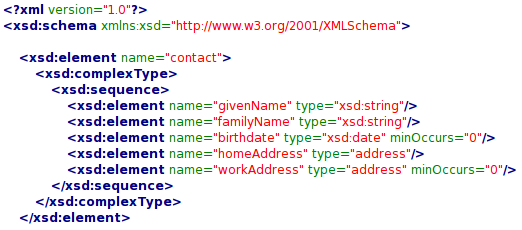 <?xml version="1.0"?>
<xsd:schema xmlns:xsd="http://www.w3.org/2001/XMLSchema">
<xsd:element name="contact">
<xsd:complexType>
<xsd:sequence>
<xsd:element name="givenName" type="xsd:string"/>
<xsd:element name="familyName" type="xsd:string"/>
<xsd:element name="birthdate" type="xsd:date" minOccurs="0"/>
<xsd:element name="homeAddress" type="address"/>
<xsd:element name="workAddress" type="address" minOccurs="0"/>
</xsd:sequence>
</xsd:complexType>
</xsd:element>